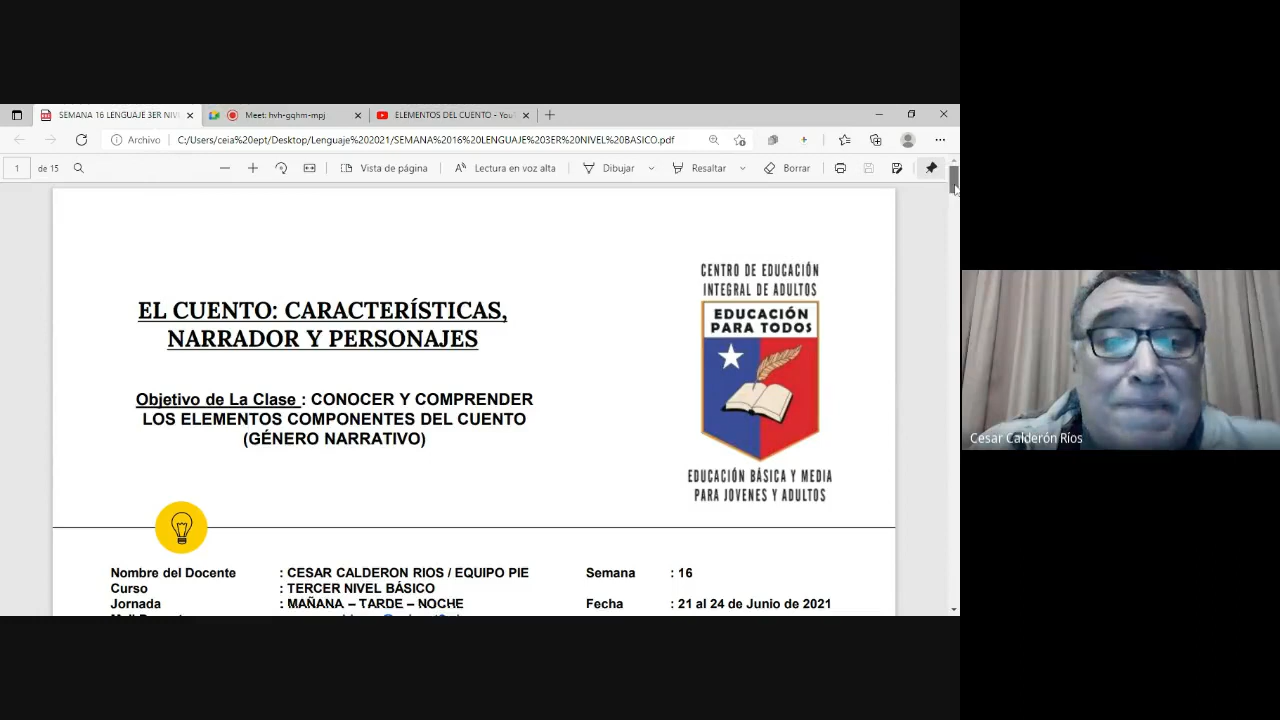 SEMANA 16 LENGUAJE 3ER NIV
Meet: hvh-gqhm-mpj
ELEMENTOS DEL CUENTO - You
Archivo
C:/Users/ceia%20ept/Desktop/Lenguaje%202021/SEMANA%2016%20LENGUAJE%203ER%20NIVEL%20BASICO.pdf
1
de 15
Vista de página
Lectura en voz alta
Dibujar
Resaltar
Borrar
EL CUENTO: CARACTERÍSTICAS,
NARRADOR Y PERSONAJES
Objetivo de La Clase : CONOCER Y COMPRENDER
LOS ELEMENTOS COMPONENTES DEL CUENTO
(GÉNERO NARRATIVO)
CENTRO DE EDUCACIÓN
INTEGRAL DE ADULTOS
EDUCACIÓN
PARA TODOS
EDUCACIÓN BÁSICA Y MEDIA
PARA JOVENES Y ADULTOS
Nombre del Docente : CESAR CALDERON RIOS / EQUIPO PIE Semana : 16
Curso : TERCER NIVEL BÁSICO
Jornada : MAÑANA – TARDE – NOCHE Fecha : 21 al 24 de Junio de 2021
Cesar Calderón Ríos